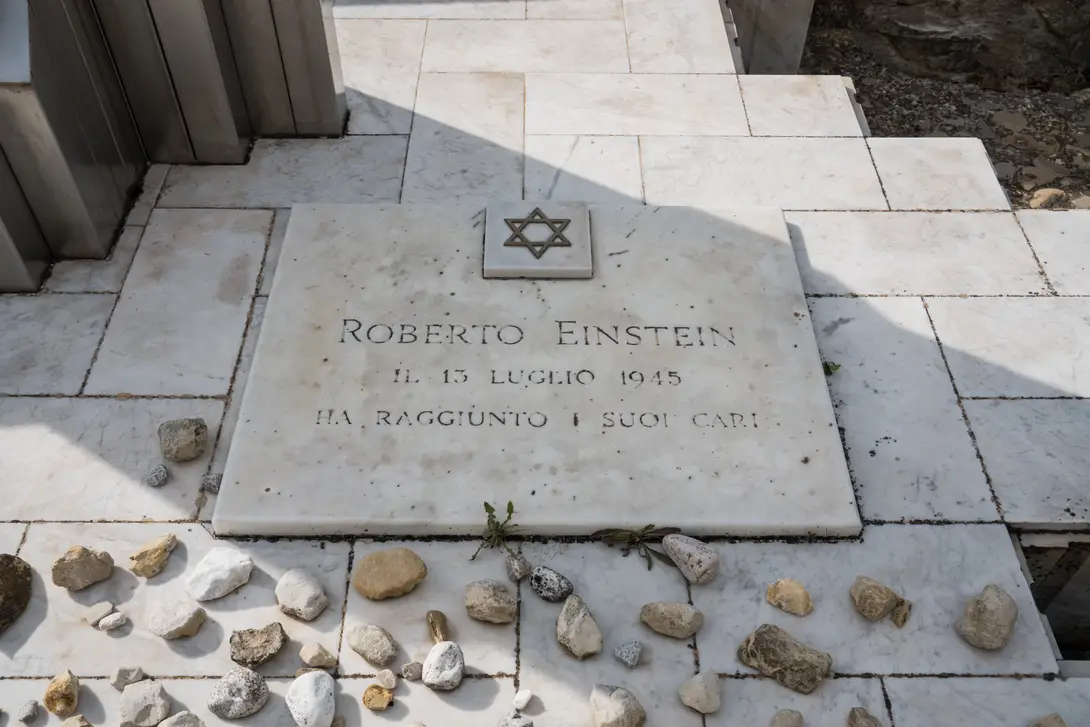 ROBERTO EINSTEIN
IL 13 LUGLIO 1945
HA RAGGIUNTO I SUOI CARI